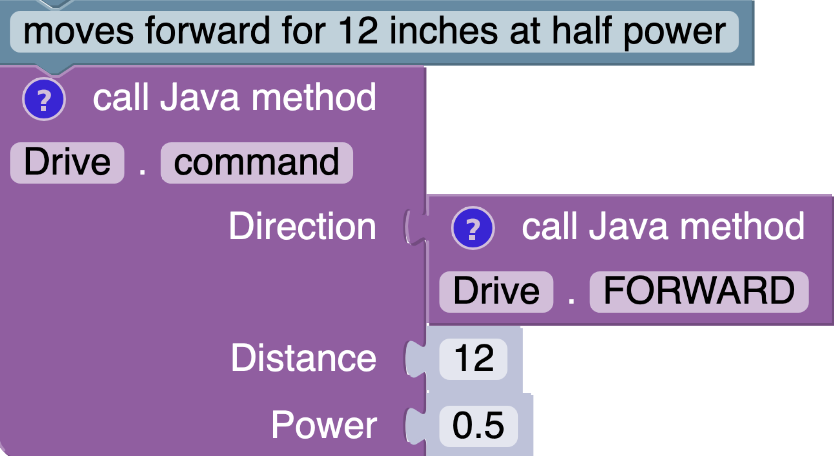 moves forward for 12 inches at half power
? call Java method
Drive . command
Direction ? call Java method
Drive . FORWARD
Distance 12
Power 0.5